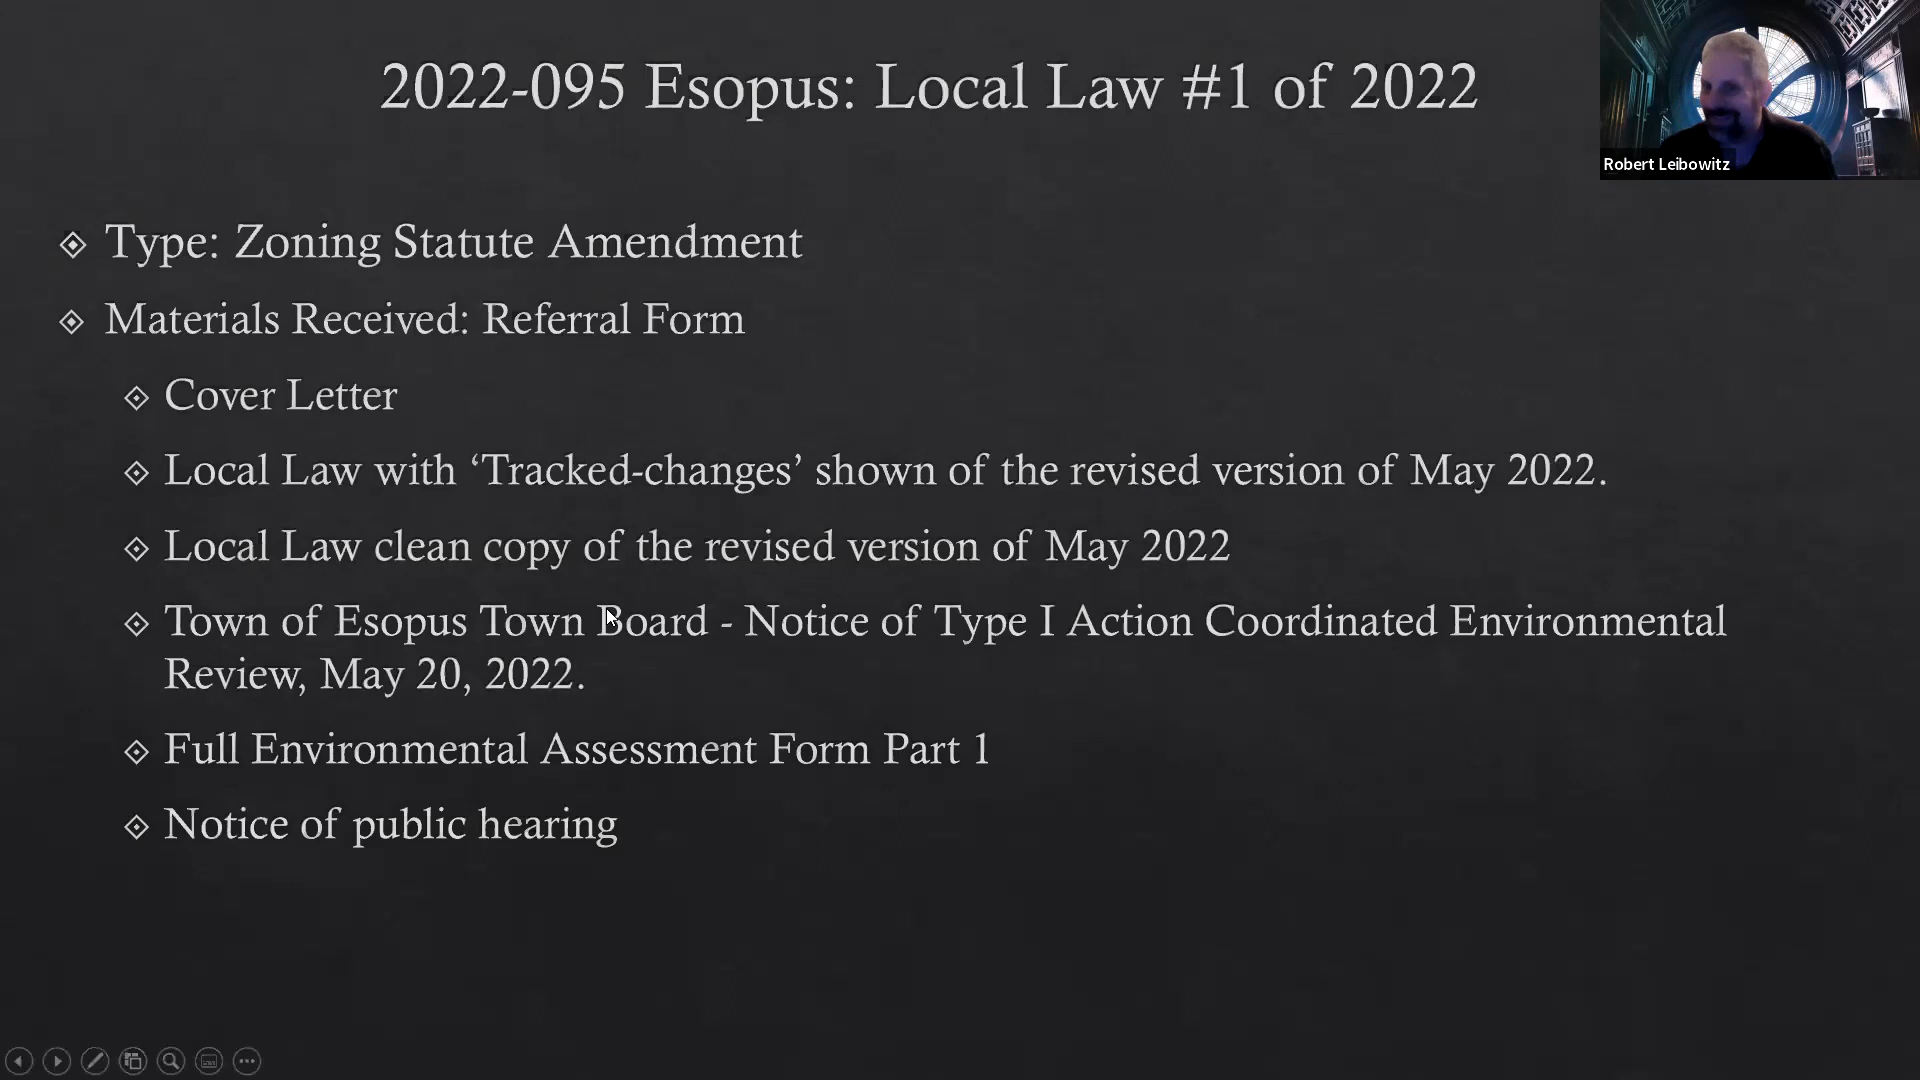 2022-095 Esopus: Local Law #1 of 2022
Robert Leibowitz
Type: Zoning Statute Amendment
Materials Received: Referral Form
Cover Letter
Local Law with ‘Tracked-changes’ shown of the revised version of May 2022.
Local Law clean copy of the revised version of May 2022
Town of Esopus Town Board - Notice of Type I Action Coordinated Environmental
Review, May 20, 2022.
Full Environmental Assessment Form Part 1
Notice of public hearing